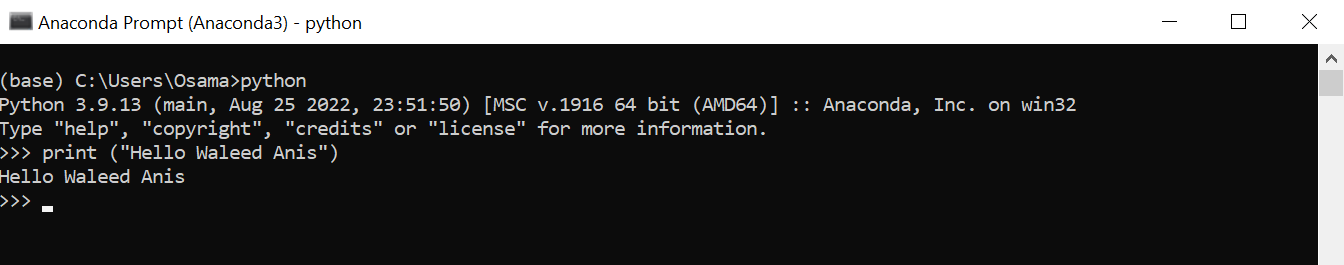 Anaconda Prompt (Anaconda3) - python
(base) C:\Users\Osama>python
Python 3.9.13 (main, Aug 25 2022, 23:51:50) [MSC v.1916 64 bit (AMD64)] :: Anaconda, Inc. on win32
Type "help", "copyright", "credits" or "license" for more information.
>>> print ("Hello Waleed Anis")
Hello Waleed Anis
>>>